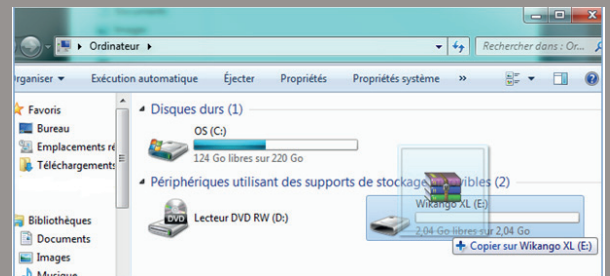 Ordinateur
Rechercher dans : Or...
rganiser
Exécution automatique
Éjecter
Propriétés
Propriétés système
»
Favoris
Bureau
Emplacements ré
Téléchargements
Bibliothèques
Documents
Images
Musique
Disques durs (1)
OS (C:)
124 Go libres sur 220 Go
Périphériques utilisant des supports de stockage amovibles (2)
DVD
Lecteur DVD RW (D:)
Wikango XL (E:)
2,04 Go libres sur 2,04 Go
Copier sur Wikango XL (E:)